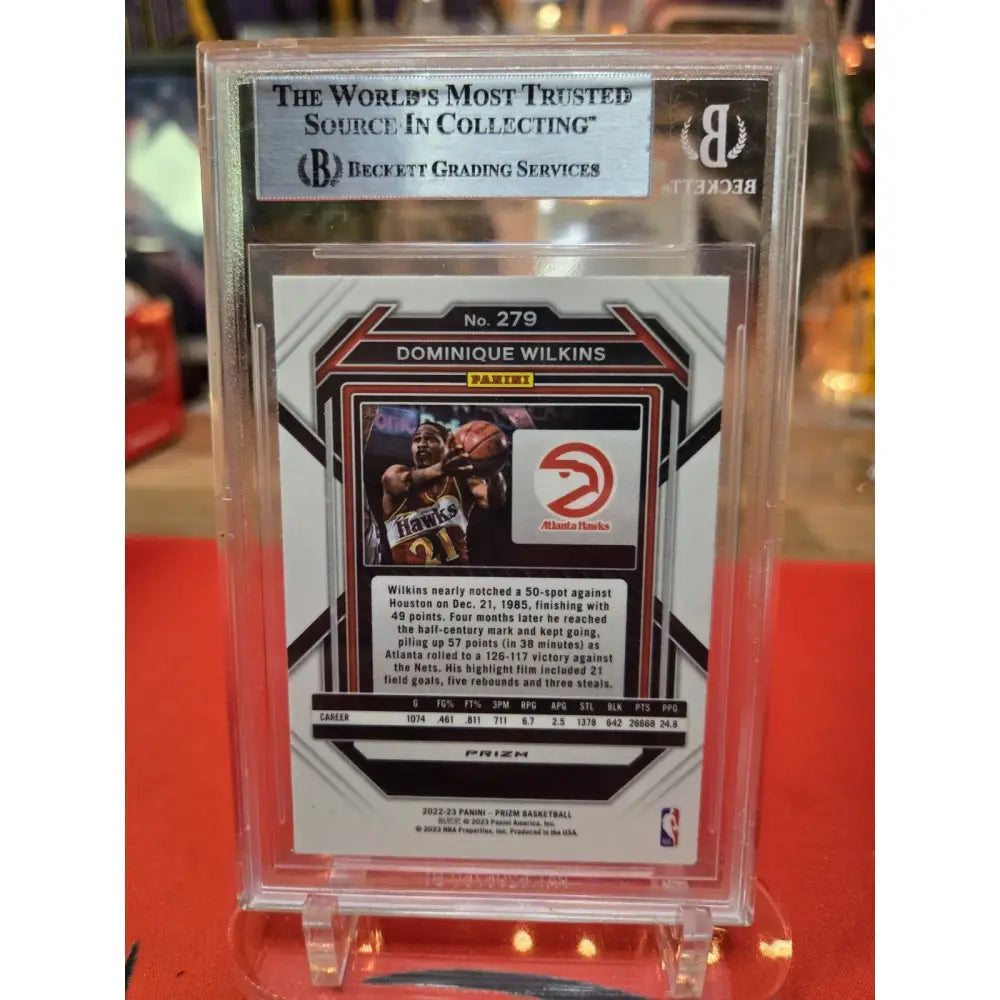 THE WORLD'S MOST TRUSTED
SOURCE IN COLLECTING™
B BECKETT GRADING SERVICES
B
BECKETT®
No. 279
DOMINIQUE WILKINS
PANINI
Hawks
21
Atlanta Hawks
Wilkins nearly notched a 50-spot against
Houston on Dec. 21, 1985, finishing with
49 points. Four months later he reached
the half-century mark and kept going,
piling up 57 points (in 38 minutes) as
Atlanta rolled to a 126-117 victory against
the Nets. His highlight film included 21
field goals, five rebounds and three steals.
G FG% FT% 3PM RPG APG STL BLK PTS PPG
CAREER 1074 .461 .811 711 6.7 2.5 1378 642 26668 24.8
PRIZM
2022-23 PANINI – PRIZM BASKETBALL
© 2023 Panini America, Inc.
© 2023 NBA Properties, Inc. Produced in the USA.